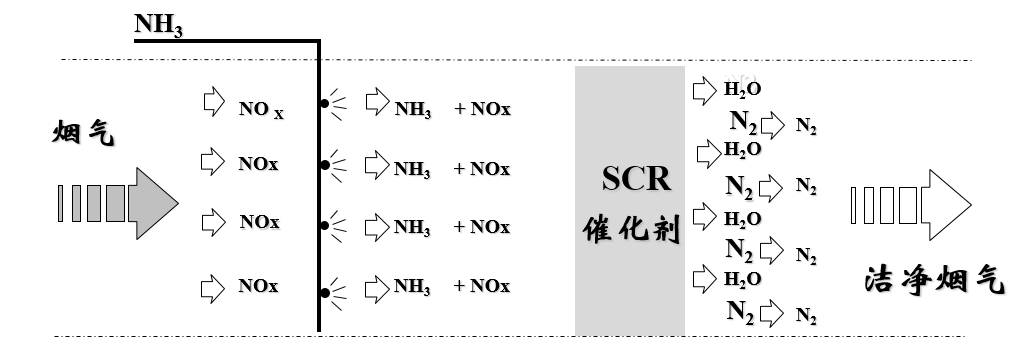 NH3
烟气
NO X
NOx
NOx
NOx
NH3 + NOx
NH3 + NOx
NH3 + NOx
NH3 + NOx
SCR
催化剂
H2O
N2 N2
H2O
N2 N2
H2O
N2 N2
H2O
N2 N2
洁净烟气